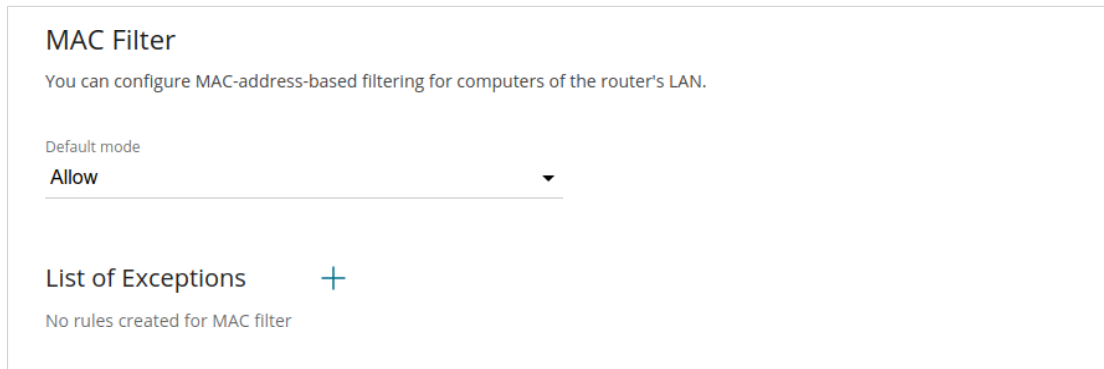 MAC Filter
You can configure MAC-address-based filtering for computers of the router's LAN.
Default mode
Allow
List of Exceptions
No rules created for MAC filter